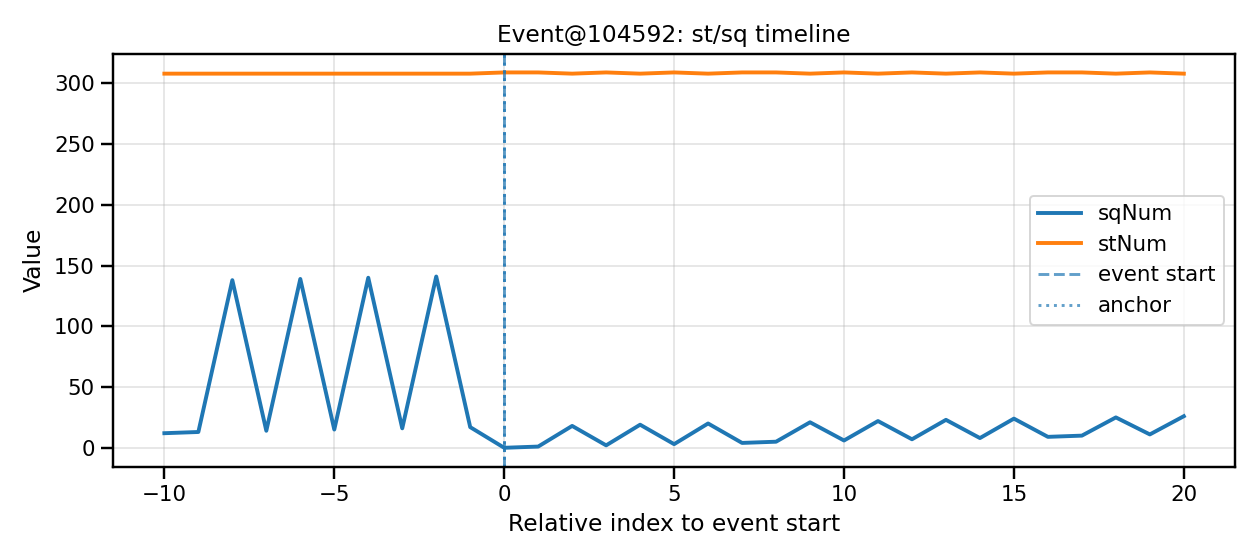 Event@104592: st/sq timeline
Value
300
250
200
150
100
50
0
sqNum
stNum
event start
anchor
−10
−5
0
5
10
15
20
Relative index to event start